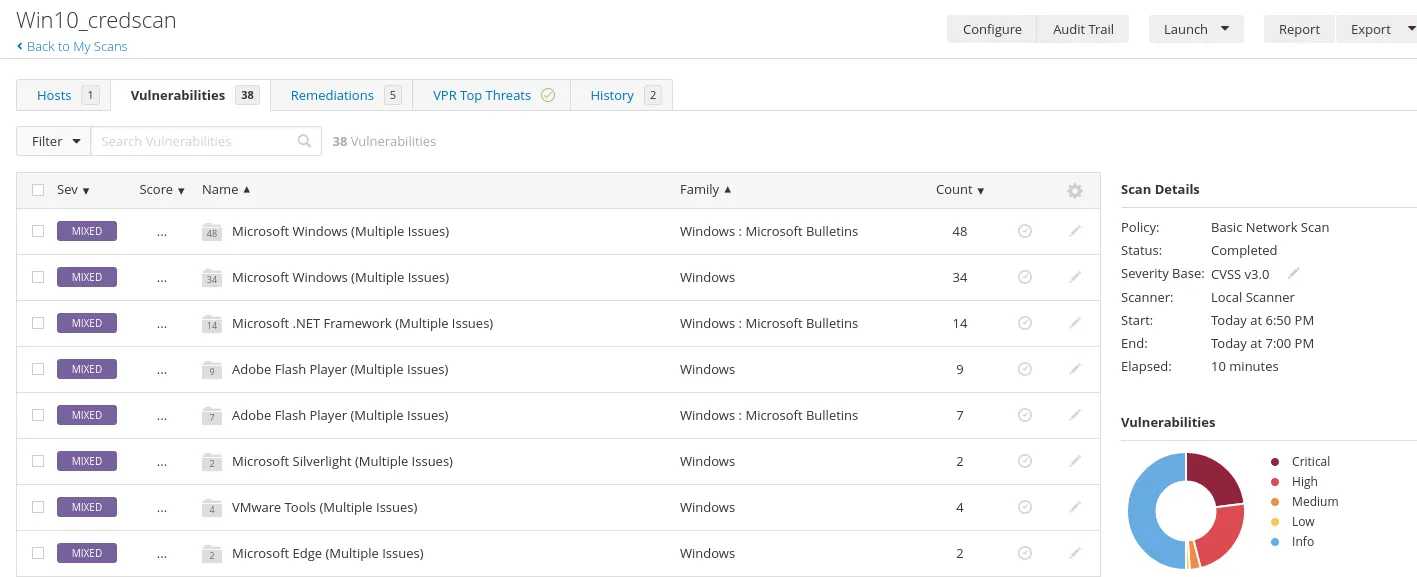 Win10_credscan
Back to My Scans
Configure Audit Trail Launch Report Export
Hosts 1 Vulnerabilities 38 Remediations 5 VPR Top Threats History 2
Filter Search Vulnerabilities 38 Vulnerabilities
Sev Score Name Family Count
MIXED ... 48 Microsoft Windows (Multiple Issues) Windows : Microsoft Bulletins 48
MIXED ... 34 Microsoft Windows (Multiple Issues) Windows 34
MIXED ... 14 Microsoft .NET Framework (Multiple Issues) Windows : Microsoft Bulletins 14
MIXED ... 9 Adobe Flash Player (Multiple Issues) Windows 9
MIXED ... 7 Adobe Flash Player (Multiple Issues) Windows : Microsoft Bulletins 7
MIXED ... 2 Microsoft Silverlight (Multiple Issues) Windows 2
MIXED ... 4 VMware Tools (Multiple Issues) Windows 4
MIXED ... 2 Microsoft Edge (Multiple Issues) Windows 2
Scan Details
Policy: Basic Network Scan
Status: Completed
Severity Base: CVSS v3.0
Scanner: Local Scanner
Start: Today at 6:50 PM
End: Today at 7:00 PM
Elapsed: 10 minutes
Vulnerabilities
Critical
High
Medium
Low
Info